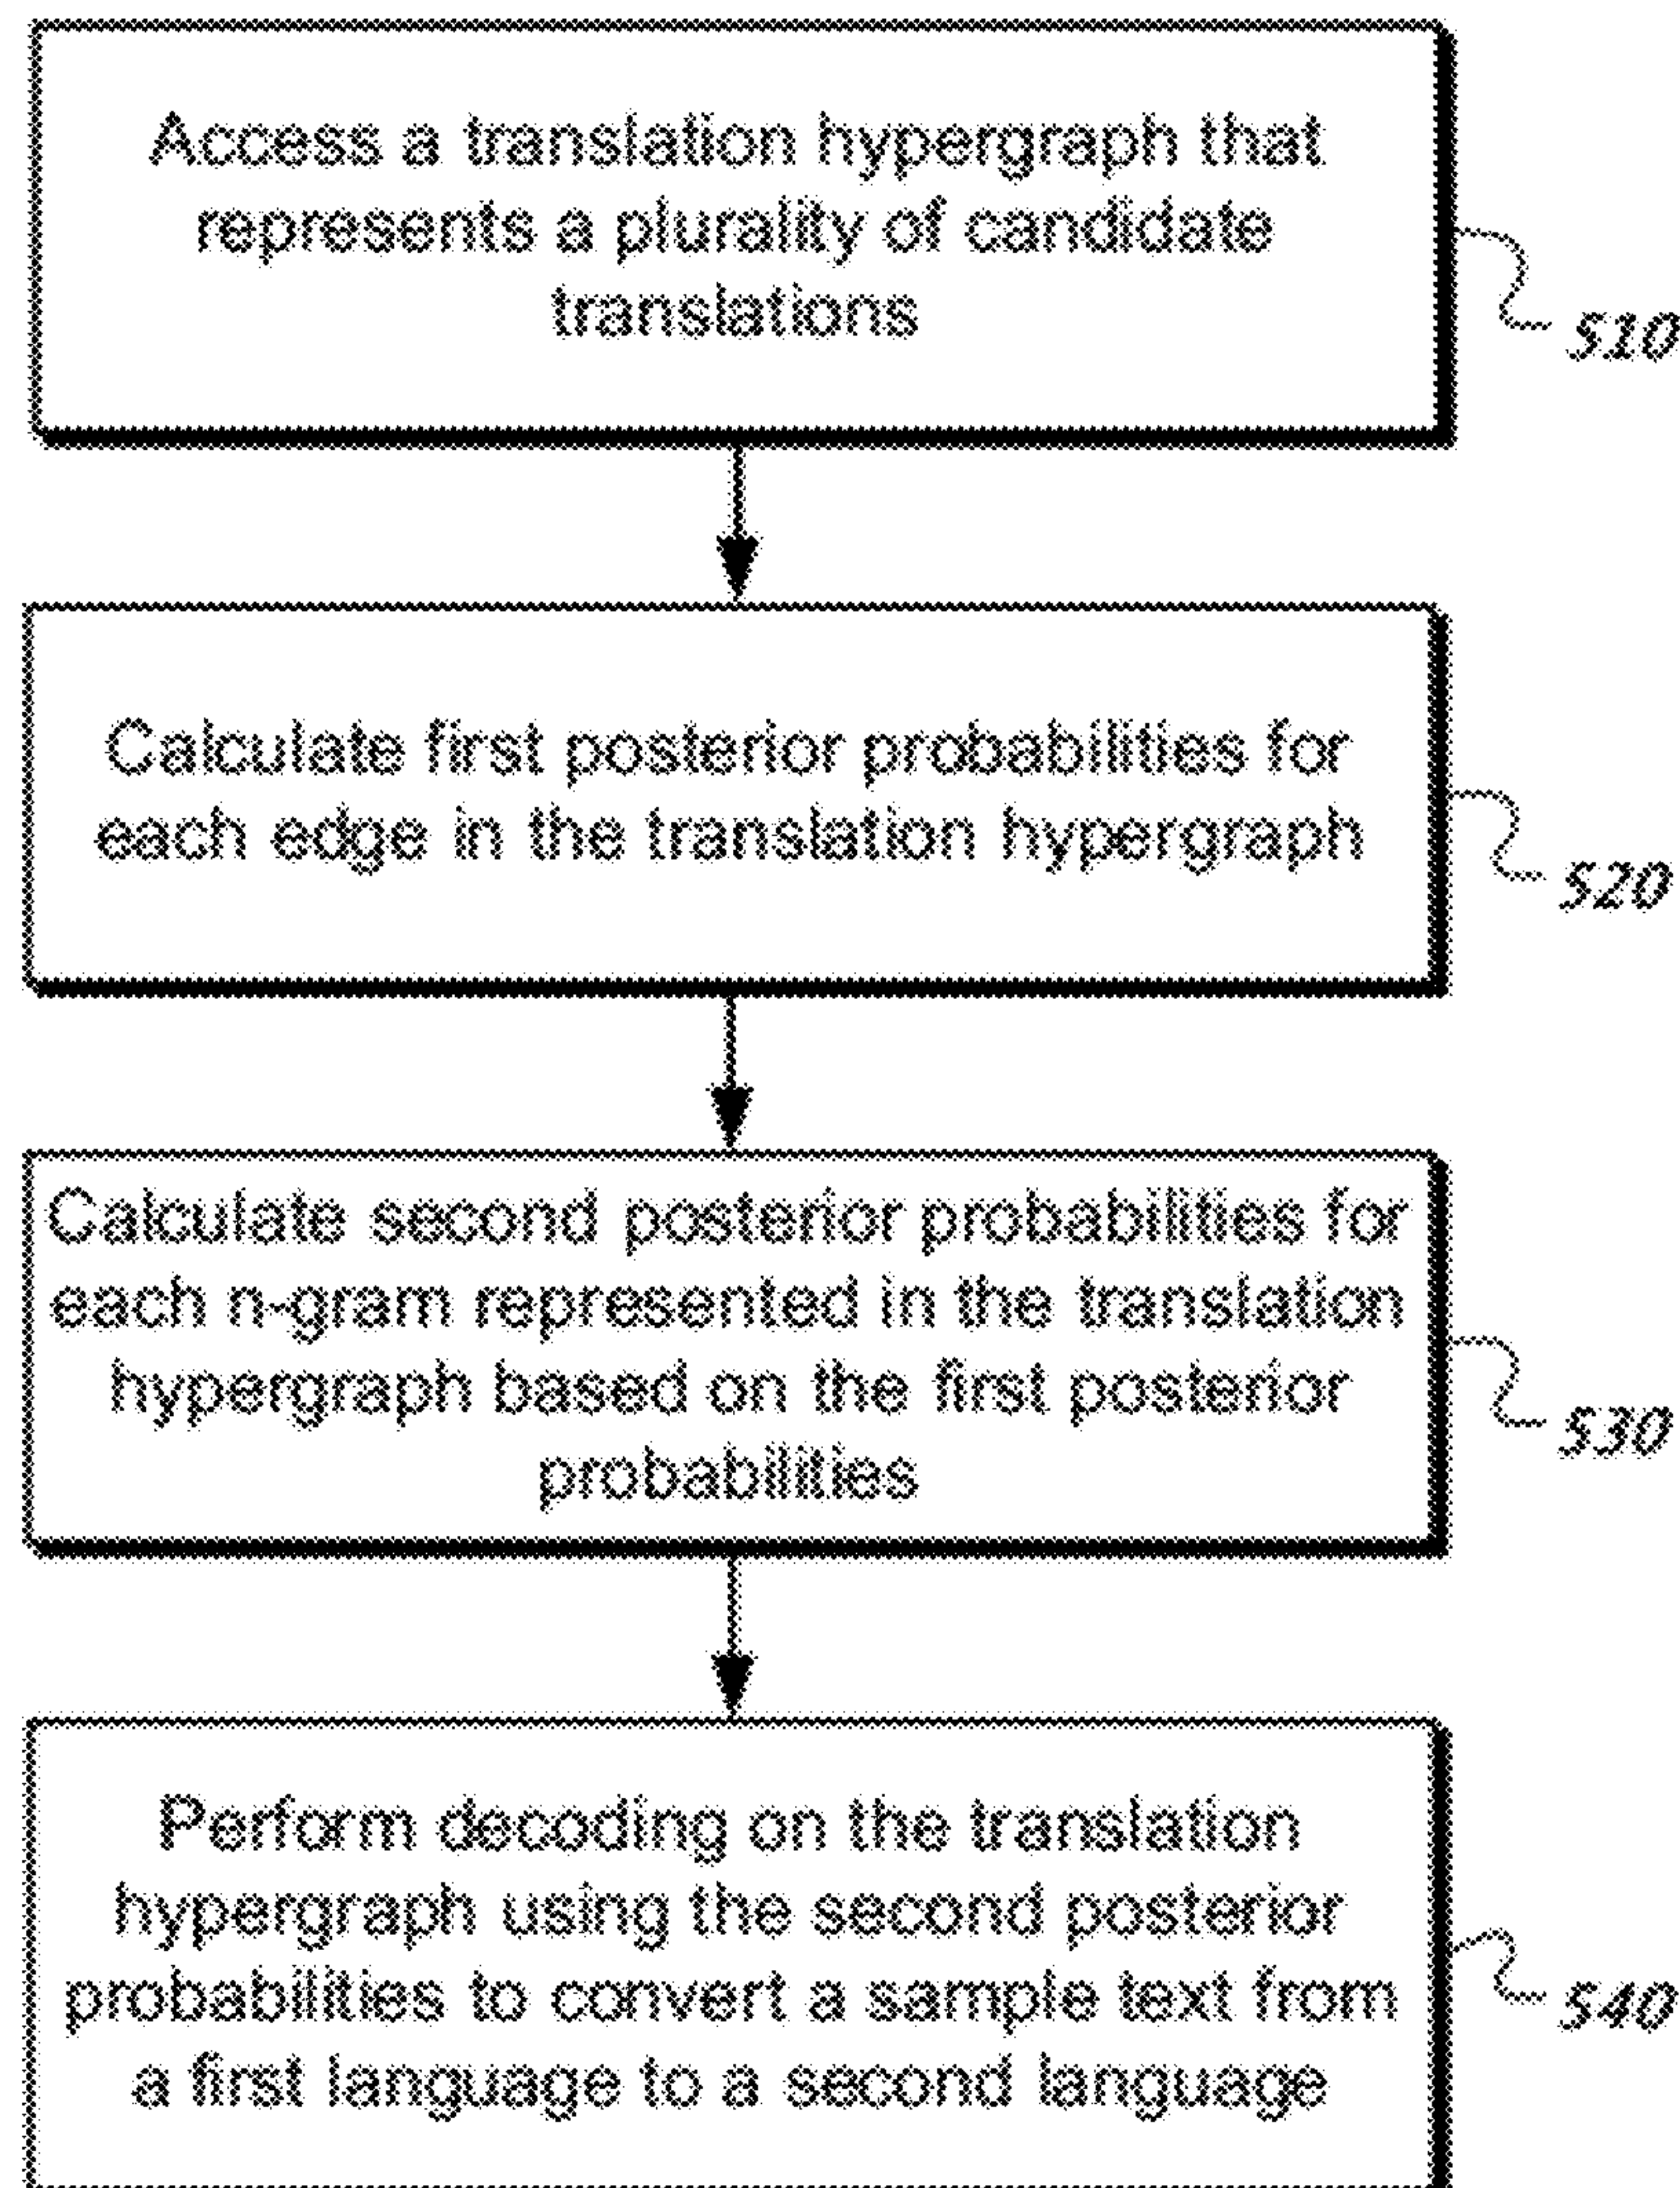 Access a translation hypergraph that
represents a plurality of candidate
translations
510
Calculate first posterior probabilities for
each edge in the translation hypergraph
520
Calculate second posterior probabilities for
each n-gram represented in the translation
hypergraph based on the first posterior
probabilities
530
Perform decoding on the translation
hypergraph using the second posterior
probabilities to convert a sample text from
a first language to a second language
540